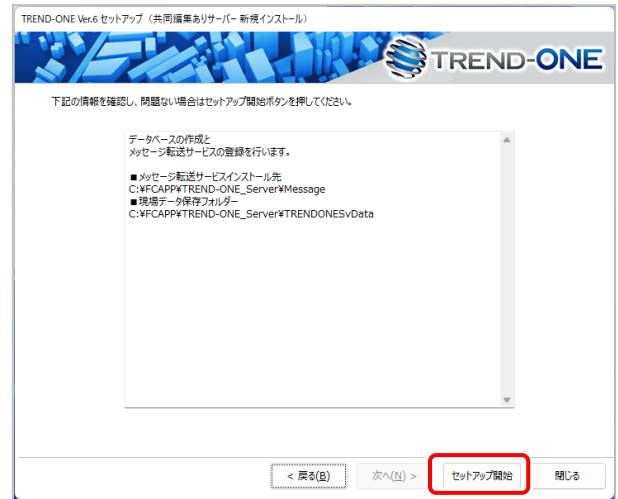 TREND-ONE Ver.6 セットアップ（共同編集ありサーバー 新規インストール）
TREND-ONE
下記の情報を確認し、問題ない場合はセットアップ開始ボタンを押してください。
データベースの作成と
メッセージ転送サービスの登録を行います。
■ メッセージ転送サービスインストール先
C:¥FCAPP¥TREND-ONE_Server¥Message
■ 現場データ保存フォルダー
C:¥FCAPP¥TREND-ONE_Server¥TRENDONESvData
< 戻る(B)
次へ(N) >
セットアップ開始
閉じる